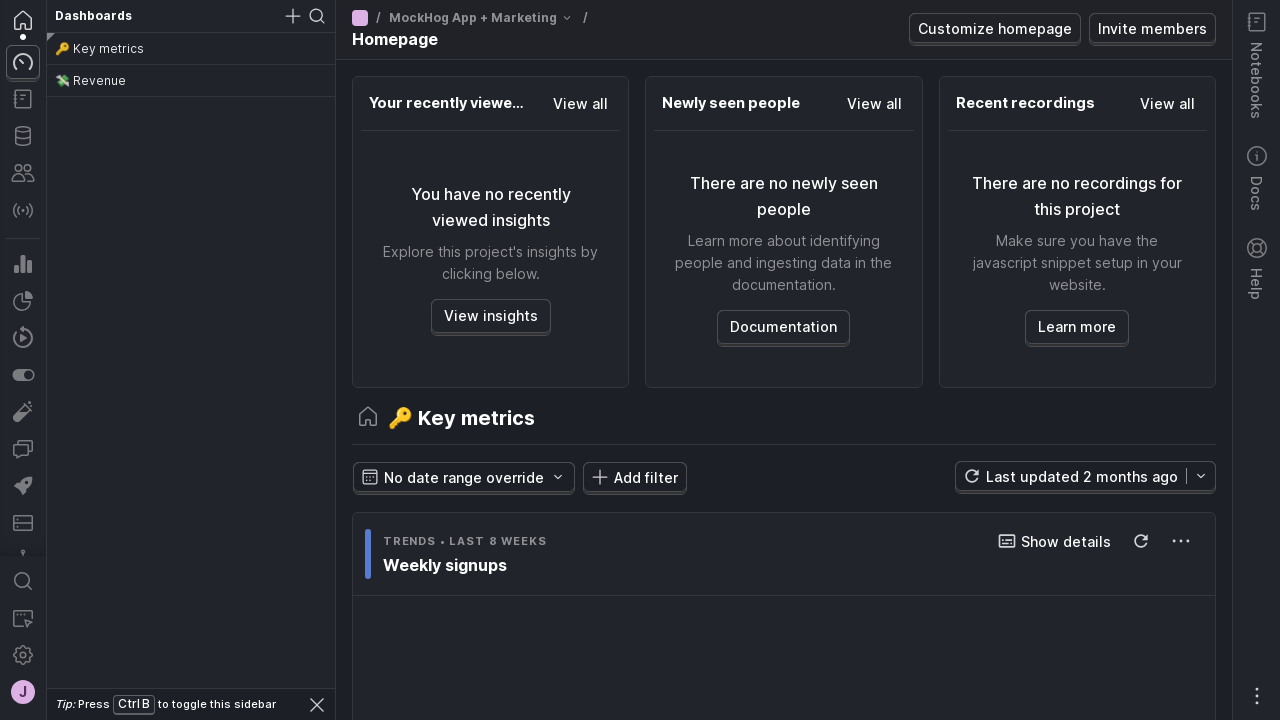 Dashboards
🔑 Key metrics
💸 Revenue
Tip: Press Ctrl B to toggle this sidebar
J
/ MockHog App + Marketing /
Homepage
Customize homepage
Invite members
Your recently viewe...
View all
You have no recently
viewed insights
Explore this project's insights by
clicking below.
View insights
Newly seen people
View all
There are no newly seen
people
Learn more about identifying
people and ingesting data in the
documentation.
Documentation
Recent recordings
View all
There are no recordings for
this project
Make sure you have the
javascript snippet setup in your
website.
Learn more
🔑 Key metrics
No date range override
Add filter
Last updated 2 months ago
TRENDS • LAST 8 WEEKS
Weekly signups
Show details
Notebooks
Docs
Help